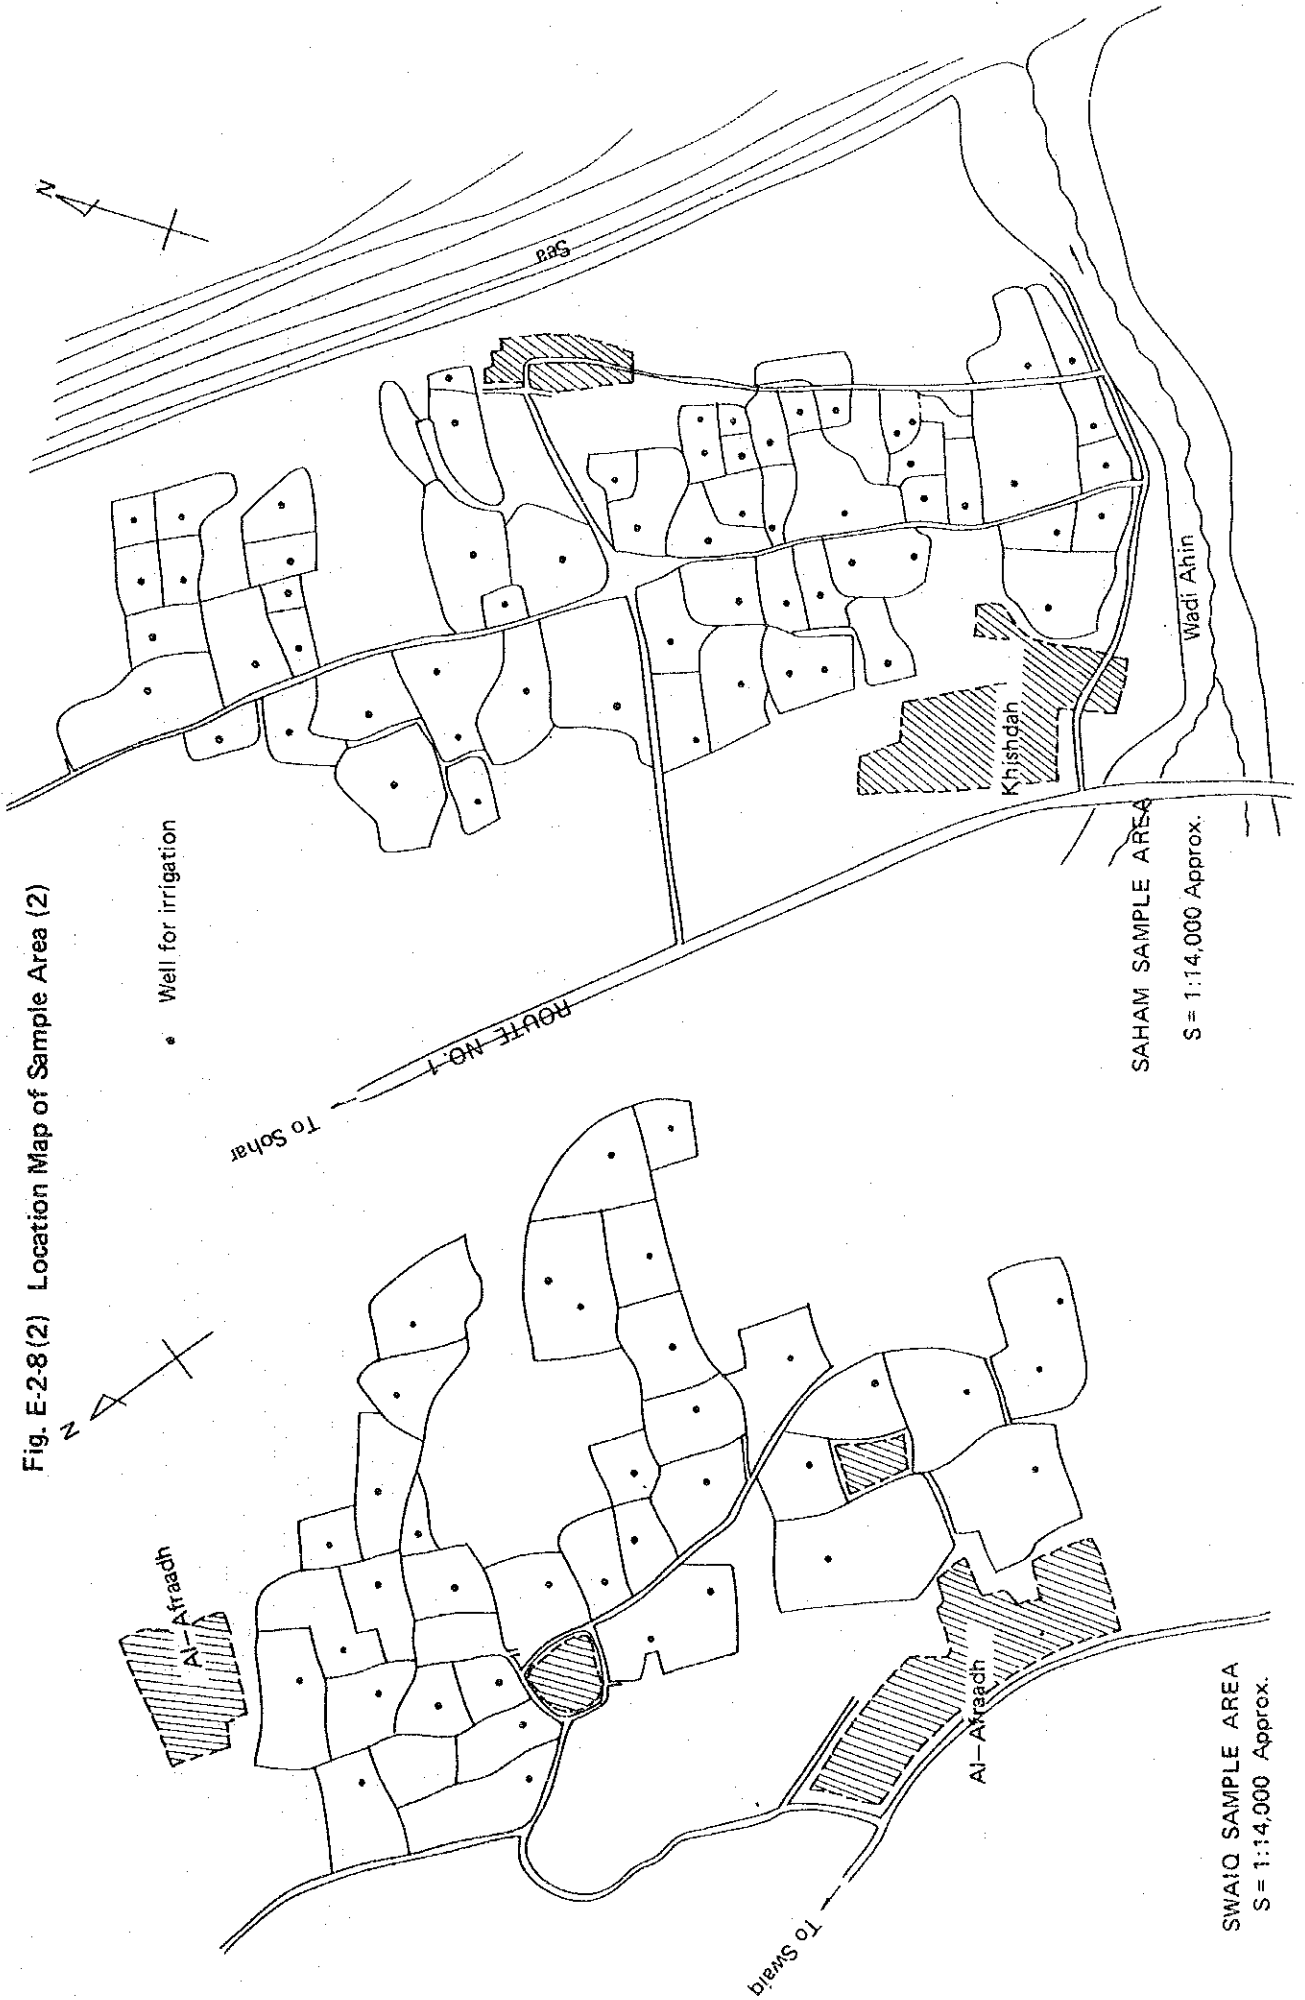 Fig. E-2-8(2) Location Map of Sample Area (2)
• Well for irrigation
N
Al-Afraadh
Al-Afraadh
To Swaiq
SWAIQ SAMPLE AREA
S = 1:14,000 Approx.
N
Sea
To Sohar
ROUTE NO.1
Khishdah
Wadi Ahin
SAHAM SAMPLE AREA
S = 1:14,000 Approx.